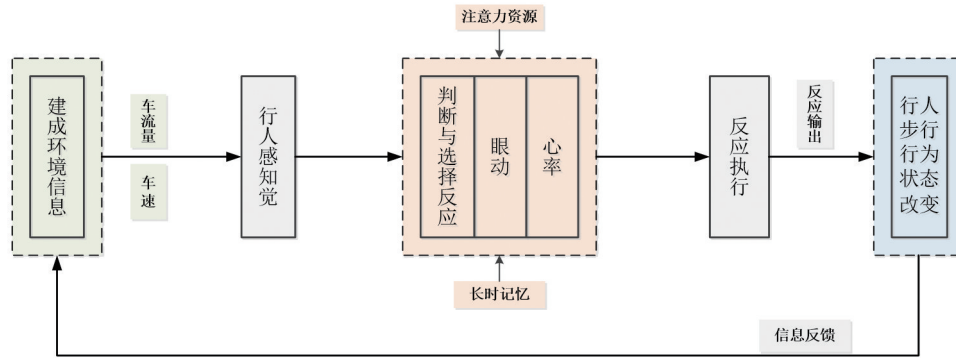 注意力资源
建成环境信息
车流量
车速
行人感知觉
判断与选择反应
眼动
心率
反应执行
反应输出
行人
步行
行为
状态
改变
长时记忆
信息反馈